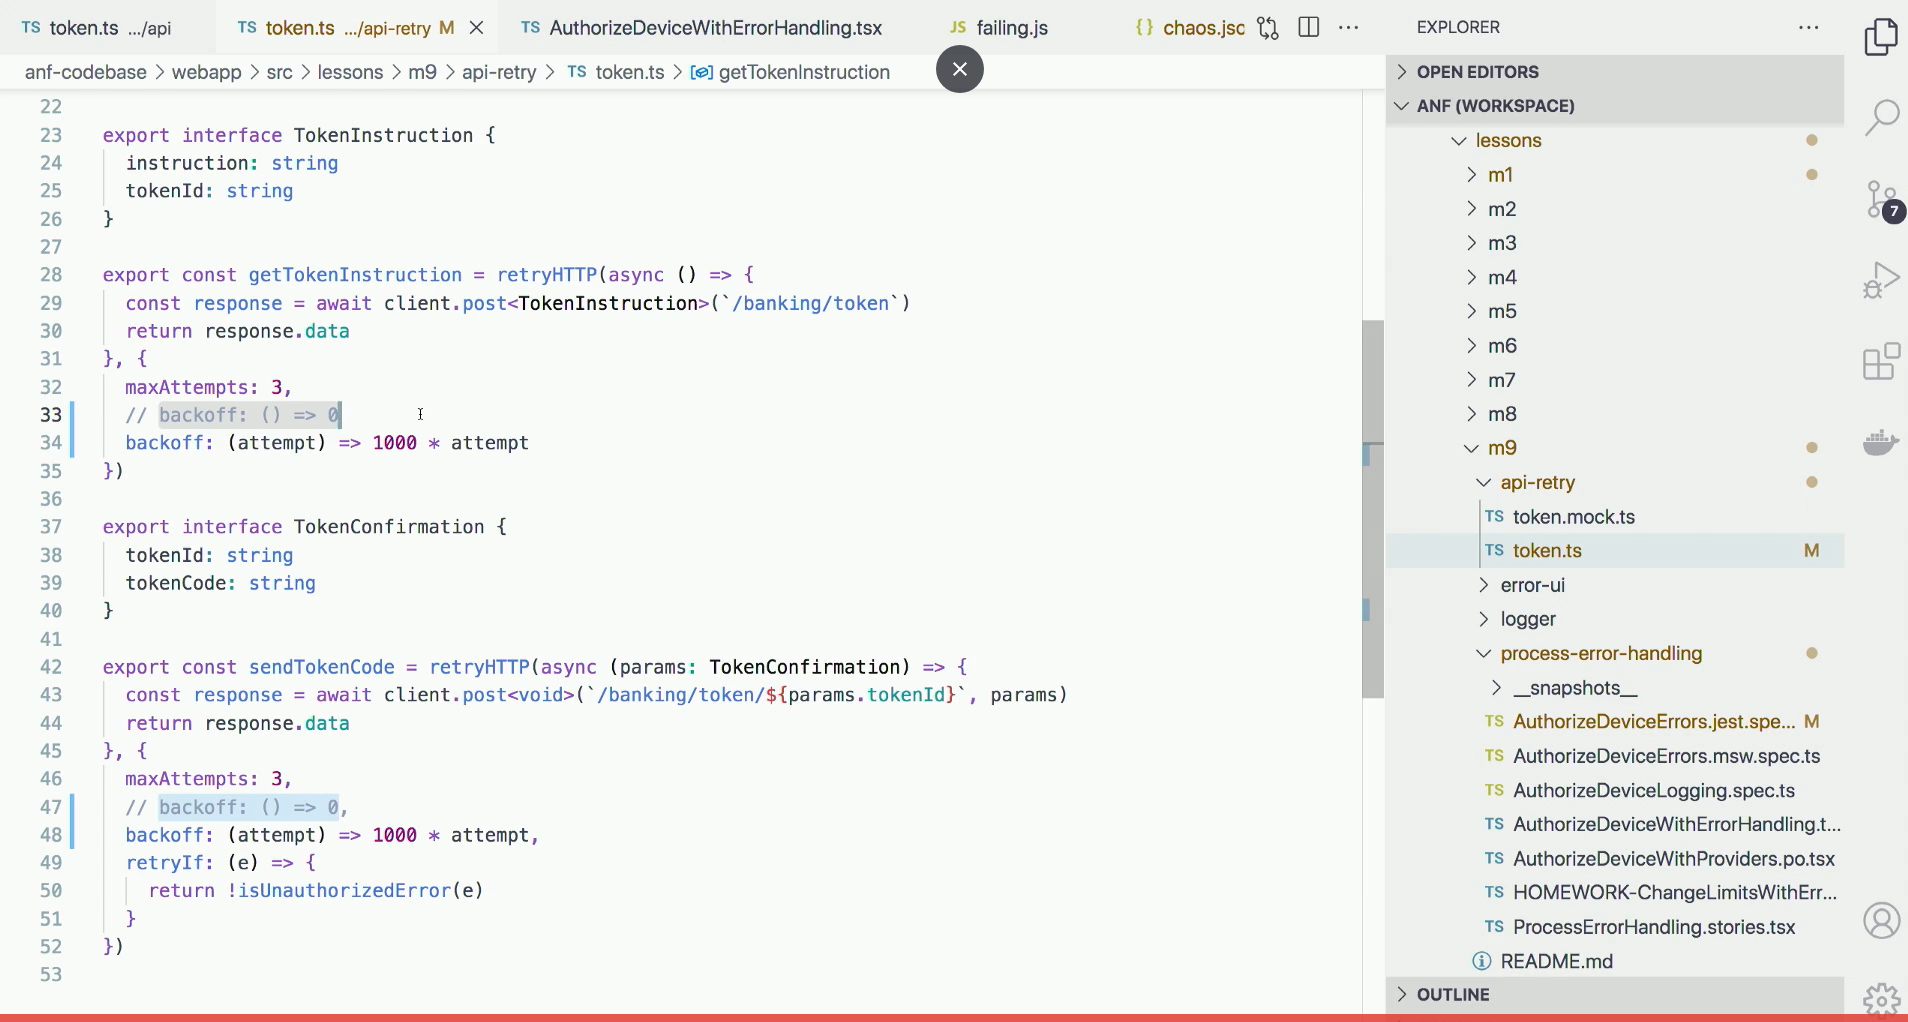 TS token.ts .../api
TS token.ts .../api-retry M
TS AuthorizeDeviceWithErrorHandling.tsx
JS failing.js
{} chaos.jsc
anf-codebase > webapp > src > lessons > m9 > api-retry > TS token.ts > getTokenInstruction
22
23 export interface TokenInstruction {
24 instruction: string
25 tokenId: string
26 }
27
28 export const getTokenInstruction = retryHTTP(async () => {
29 const response = await client.post<TokenInstruction>(`/banking/token`)
30 return response.data
31 }, {
32 maxAttempts: 3,
33 // backoff: () => 0
34 backoff: (attempt) => 1000 * attempt
35 })
36
37 export interface TokenConfirmation {
38 tokenId: string
39 tokenCode: string
40 }
41
42 export const sendTokenCode = retryHTTP(async (params: TokenConfirmation) => {
43 const response = await client.post<void>(`/banking/token/${params.tokenId}`, params)
44 return response.data
45 }, {
46 maxAttempts: 3,
47 // backoff: () => 0,
48 backoff: (attempt) => 1000 * attempt,
49 retryIf: (e) => {
50 return !isUnauthorizedError(e)
51 }
52 })
53
EXPLORER
OPEN EDITORS
ANF (WORKSPACE)
lessons
m1
m2
m3
m4
m5
m6
m7
m8
m9
api-retry
TS token.mock.ts
TS token.ts M
error-ui
logger
process-error-handling
__snapshots__
TS AuthorizeDeviceErrors.jest.spe... M
TS AuthorizeDeviceErrors.msw.spec.ts
TS AuthorizeDeviceLogging.spec.ts
TS AuthorizeDeviceWithErrorHandling.t...
TS AuthorizeDeviceWithProviders.po.tsx
TS HOMEWORK-ChangeLimitsWithErr...
TS ProcessErrorHandling.stories.tsx
README.md
OUTLINE
7